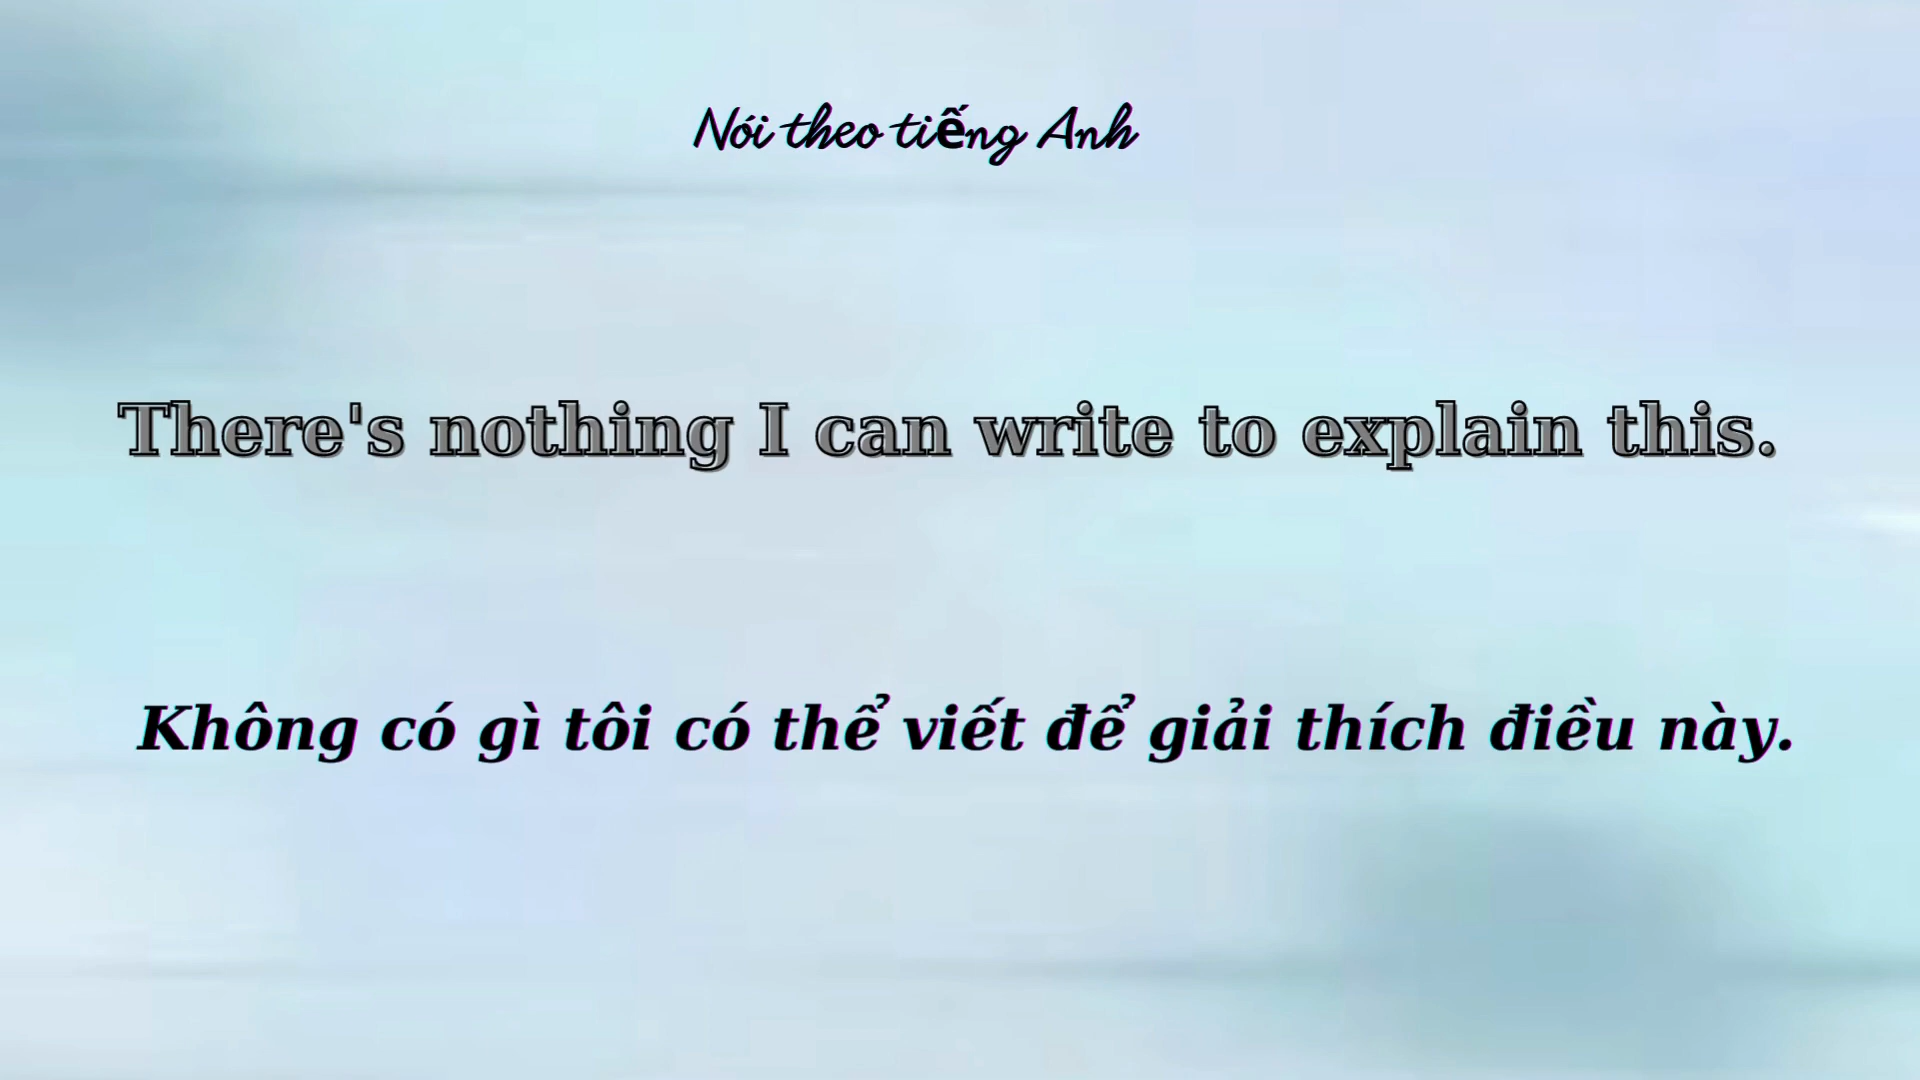 Nói theo tiếng Anh
There's nothing I can write to explain this.
Không có gì tôi có thể viết để giải thích điều này.